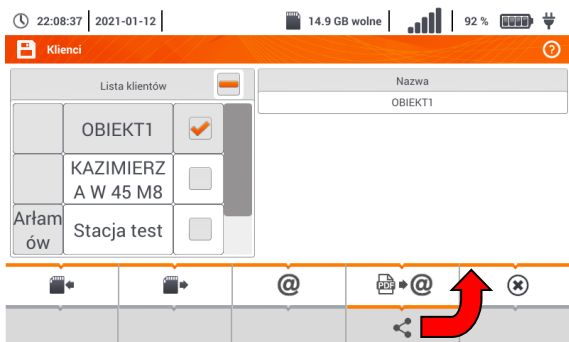 22:08:37 2021-01-12 14.9 GB wolne 92 %
Klienci ?
Lista klientów
Nazwa
OBIEKT1
OBIEKT1
KAZIMIERZ
A W 45 M8
Arłam
ów
Stacja test
@ PDF @